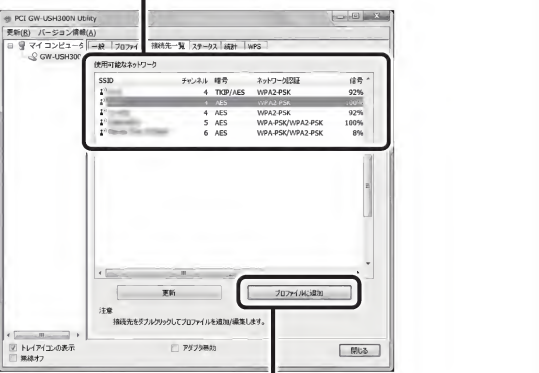 PCI GW-USH300N Utility
更新(R) バージョン情報(A)
マイ コンピュータ
GW-USH300
一般 プロファイル 接続先一覧 ステータス 統計 WPS
使用可能なネットワーク
SSID チャンネル 暗号 ネットワーク認証 信号
4 TKIP/AES WPA2-PSK 92%
4 AES WPA2-PSK 100%
4 AES WPA2-PSK 92%
5 AES WPA-PSK/WPA2-PSK 100%
6 AES WPA-PSK/WPA2-PSK 8%
更新 プロファイルに追加
注意
接続先をダブルクリックしてプロファイルを追加/編集します。
トレイアイコンの表示 アダプタ無効 閉じる
無線オフ